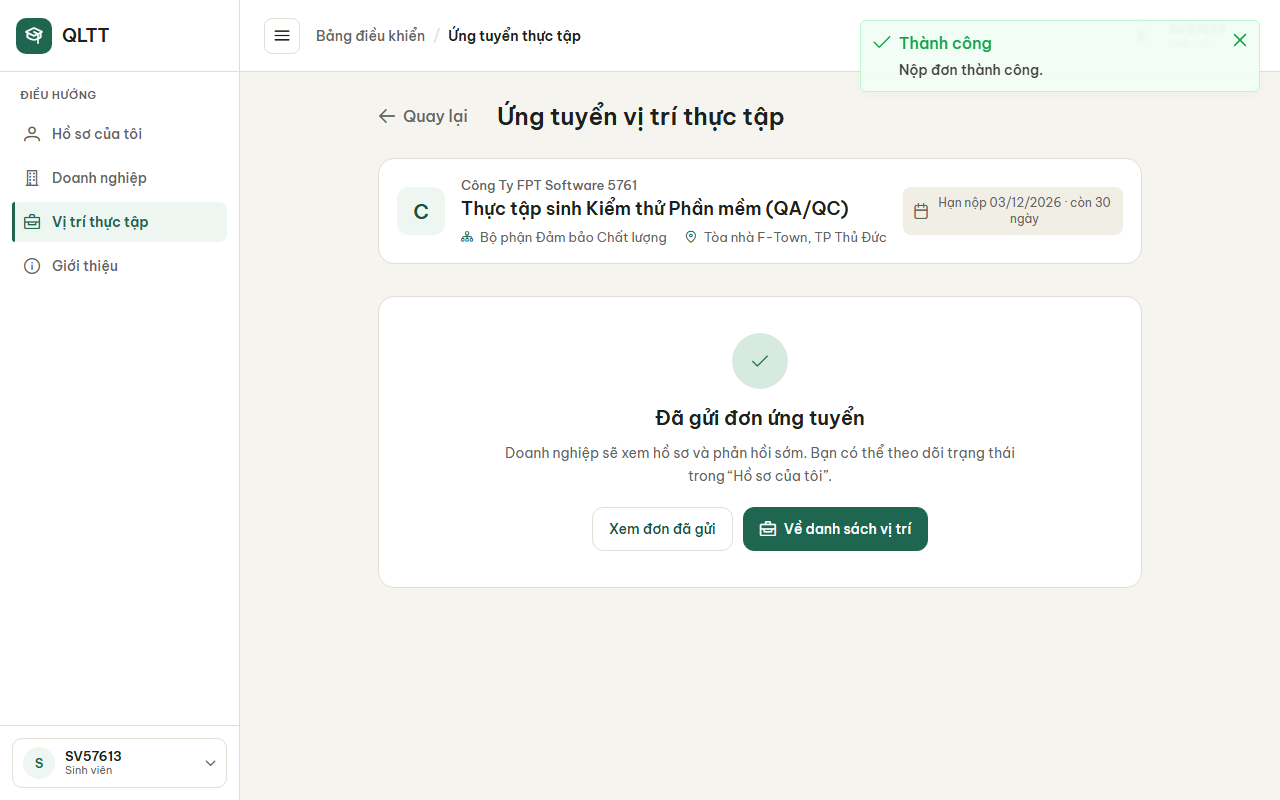 QLTT
Bảng điều khiển / Ứng tuyển thực tập
Thành công
Nộp đơn thành công.
ĐIỀU HƯỚNG
Hồ sơ của tôi
Doanh nghiệp
Vị trí thực tập
Giới thiệu
Quay lại
Ứng tuyển vị trí thực tập
C
Công Ty FPT Software 5761
Thực tập sinh Kiểm thử Phần mềm (QA/QC)
Bộ phận Đảm bảo Chất lượng
Tòa nhà F-Town, TP Thủ Đức
Hạn nộp 03/12/2026 · còn 30
ngày
Đã gửi đơn ứng tuyển
Doanh nghiệp sẽ xem hồ sơ và phản hồi sớm. Bạn có thể theo dõi trạng thái
trong “Hồ sơ của tôi”.
Xem đơn đã gửi
Về danh sách vị trí
S
SV57613
Sinh viên